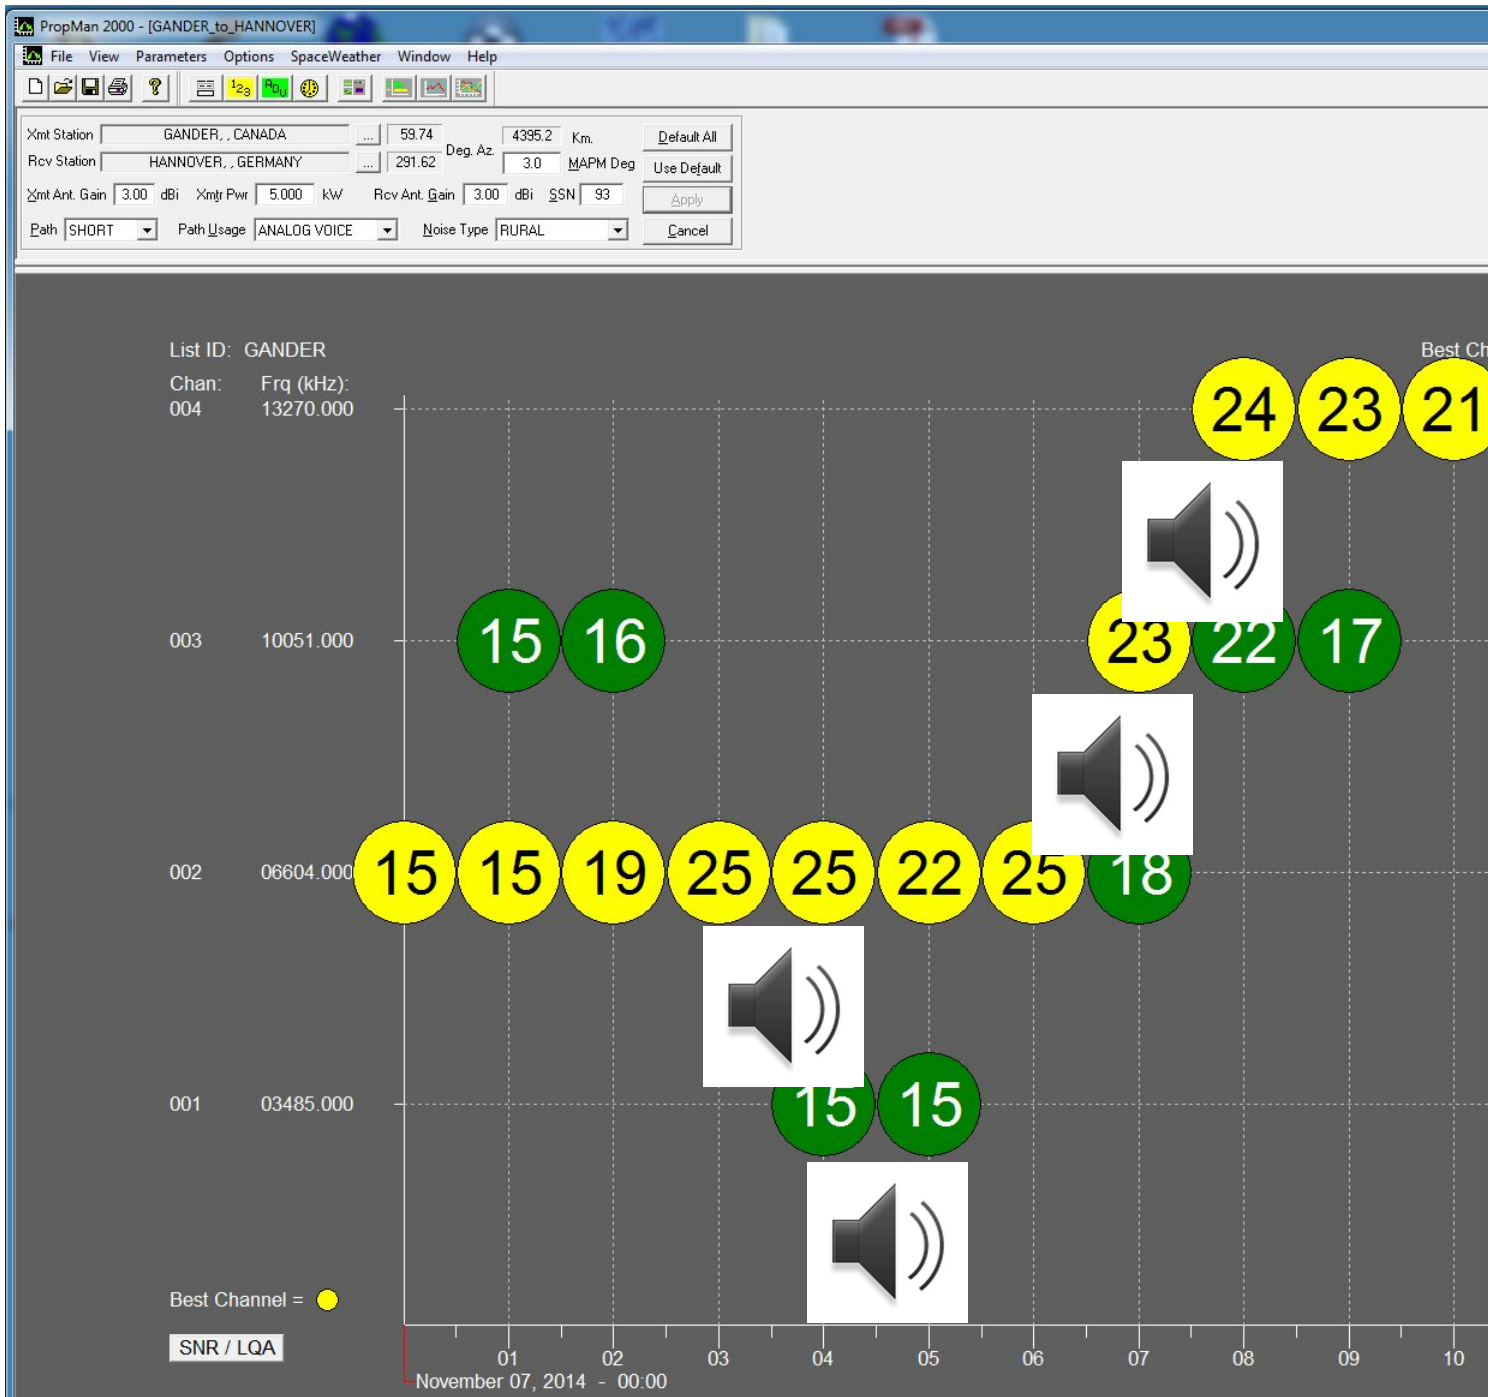 PropMan 2000 - [GANDER_to_HANNOVER]
File View Parameters Options SpaceWeather Window Help
Xmt Station GANDER, , CANADA ... 59.74 Deg. Az. 4395.2 Km. Default All
Rcv Station HANNOVER, , GERMANY ... 291.62 3.0 MAPM Deg Use Default
Xmt Ant. Gain 3.00 dBi Xmtr Pwr 5.000 kW Rcv Ant. Gain 3.00 dBi SSN 93 Apply
Path SHORT Path Usage ANALOG VOICE Noise Type RURAL Cancel
List ID: GANDER Best Ch
Chan: Frq (kHz):
004 13270.000 24 23 21
003 10051.000 15 16 23 22 17
002 06604.000 15 15 19 25 25 22 25 18
001 03485.000 15 15
Best Channel =
SNR / LQA
01 02 03 04 05 06 07 08 09 10
November 07, 2014 - 00:00